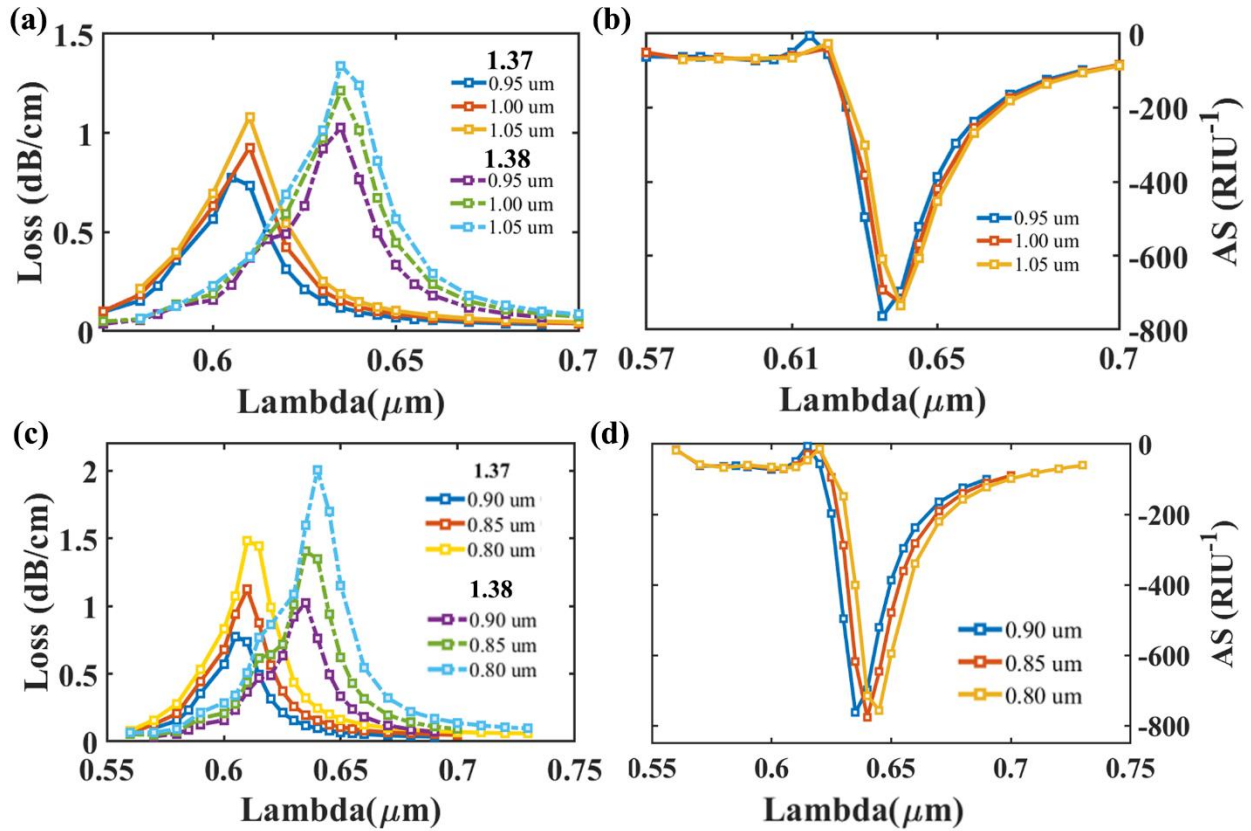 (a)
1.5
1
0.5
0
0.6
0.65
0.7
Loss (dB/cm)
Lambda(μm)
1.37
0.95 um
1.00 um
1.05 um
1.38
0.95 um
1.00 um
1.05 um
(b)
0
-200
-400
-600
-800
0.57
0.61
0.65
0.7
AS (RIU-1)
Lambda(μm)
0.95 um
1.00 um
1.05 um
(c)
2
1.5
1
0.5
0
0.55
0.6
0.65
0.7
0.75
Loss (dB/cm)
Lambda(μm)
1.37
0.90 um
0.85 um
0.80 um
1.38
0.90 um
0.85 um
0.80 um
(d)
0
-200
-400
-600
-800
0.55
0.6
0.65
0.7
0.75
AS (RIU-1)
Lambda(μm)
0.90 um
0.85 um
0.80 um